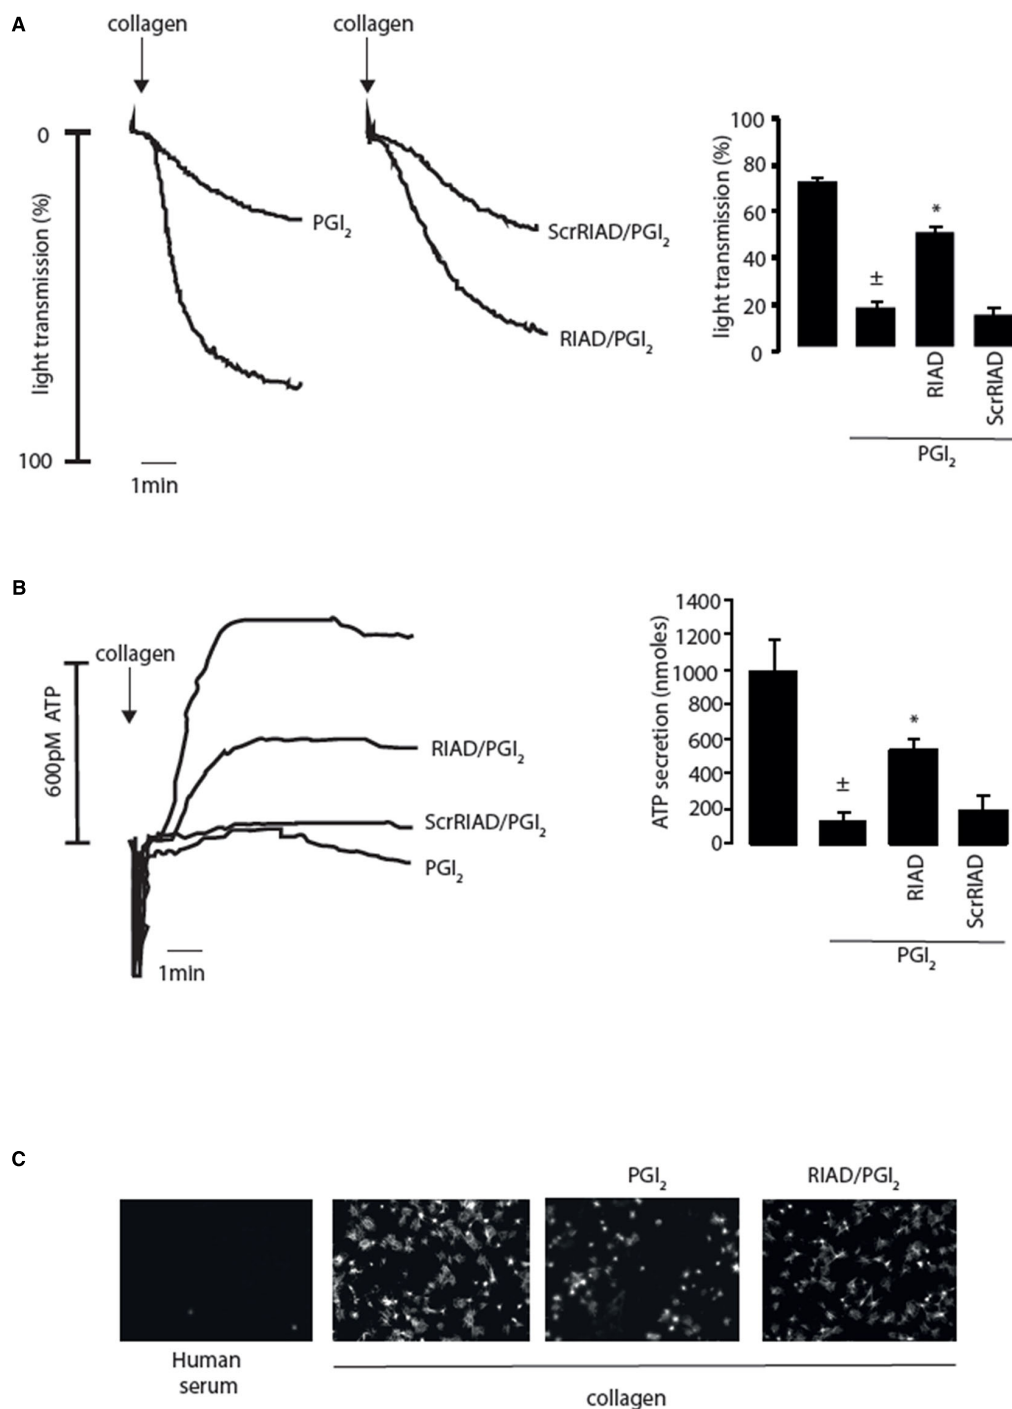 A
collagen
collagen
0
light transmission (%)
100
1min
PGI₂
ScrRIAD/PGI₂
RIAD/PGI₂
light transmission (%)
100
80
60
40
20
0
±
*
RIAD
ScrRIAD
PGI₂
B
collagen
600pM ATP
1min
RIAD/PGI₂
ScrRIAD/PGI₂
PGI₂
ATP secretion (nmoles)
1400
1200
1000
800
600
400
200
0
±
*
RIAD
ScrRIAD
PGI₂
C
PGI₂
RIAD/PGI₂
Human
serum
collagen